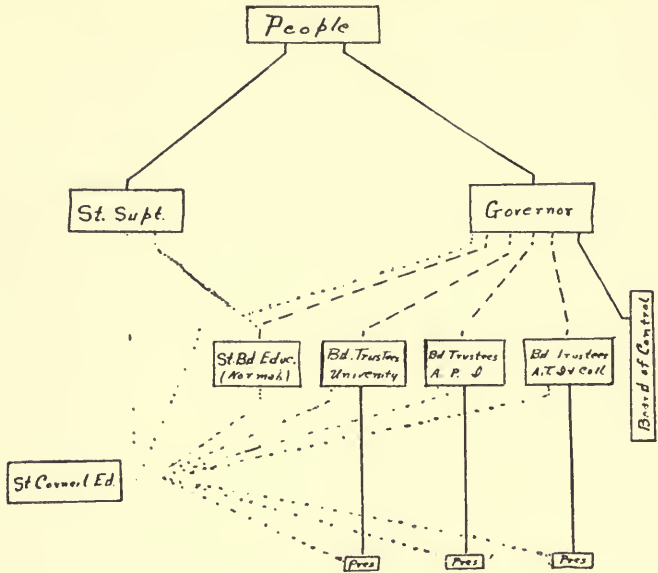 People
St. Supt.
Governor
Board of Control
St. Bd Educ.
(Normal)
Bd. Trustees
University
Bd Trustees
A. P. I
Bd Trustees
A.T. I & Coll
St Council Ed.
Pres
Pres
Pres